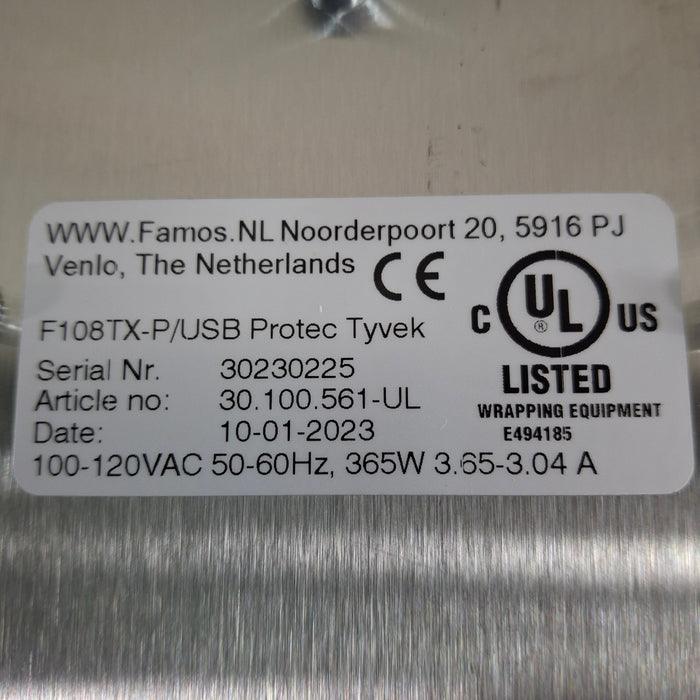 WWW.Famos.NL Noorderpoort 20, 5916 PJ
Venlo, The Netherlands CE
F108TX-P/USB Protec Tyvek
Serial Nr. 30230225
Article no: 30.100.561-UL
Date: 10-01-2023
100-120VAC 50-60Hz, 365W 3.65-3.04 A
C UL® US
LISTED
WRAPPING EQUIPMENT
E494185